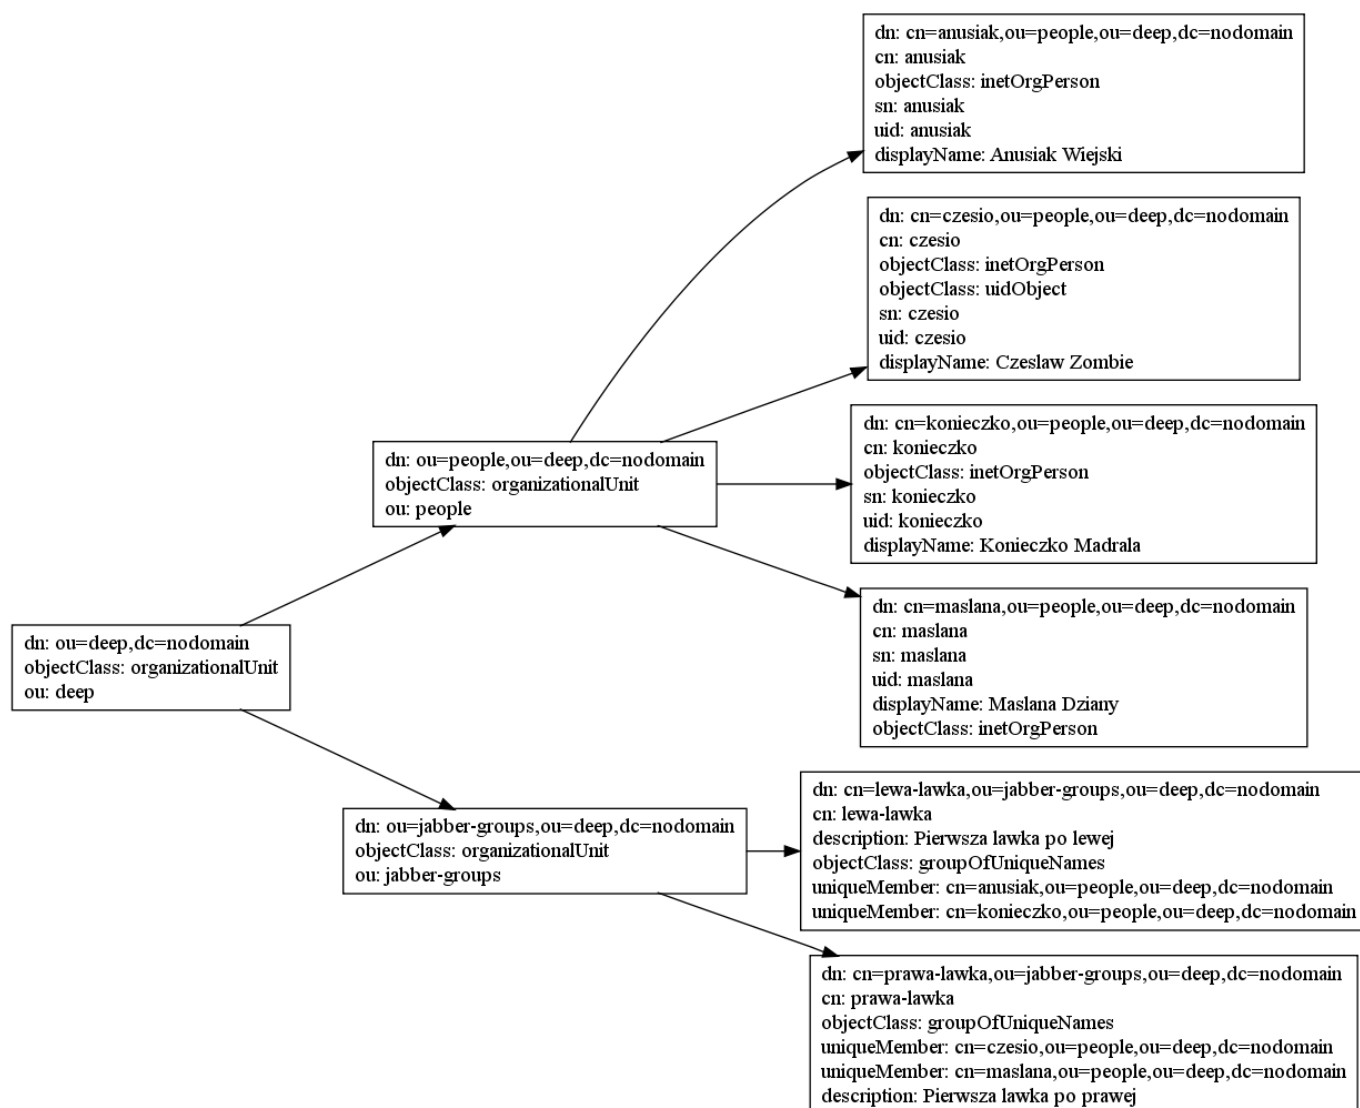 dn: cn=anusiak,ou=people,ou=deep,dc=nodomain
cn: anusiak
objectClass: inetOrgPerson
sn: anusiak
uid: anusiak
displayName: Anusiak Wiejski
dn: cn=czesio,ou=people,ou=deep,dc=nodomain
cn: czesio
objectClass: inetOrgPerson
objectClass: uidObject
sn: czesio
uid: czesio
displayName: Czeslaw Zombie
dn: cn=konieczko,ou=people,ou=deep,dc=nodomain
cn: konieczko
objectClass: inetOrgPerson
sn: konieczko
uid: konieczko
displayName: Konieczko Madrala
dn: ou=people,ou=deep,dc=nodomain
objectClass: organizationalUnit
ou: people
dn: cn=maslana,ou=people,ou=deep,dc=nodomain
cn: maslana
sn: maslana
uid: maslana
displayName: Maslana Dziany
objectClass: inetOrgPerson
dn: ou=deep,dc=nodomain
objectClass: organizationalUnit
ou: deep
dn: cn=lewa-lawka,ou=jabber-groups,ou=deep,dc=nodomain
cn: lewa-lawka
description: Pierwsza lawka po lewej
objectClass: groupOfUniqueNames
uniqueMember: cn=anusiak,ou=people,ou=deep,dc=nodomain
uniqueMember: cn=konieczko,ou=people,ou=deep,dc=nodomain
dn: ou=jabber-groups,ou=deep,dc=nodomain
objectClass: organizationalUnit
ou: jabber-groups
dn: cn=prawa-lawka,ou=jabber-groups,ou=deep,dc=nodomain
cn: prawa-lawka
objectClass: groupOfUniqueNames
uniqueMember: cn=czesio,ou=people,ou=deep,dc=nodomain
uniqueMember: cn=maslana,ou=people,ou=deep,dc=nodomain
description: Pierwsza lawka po prawej